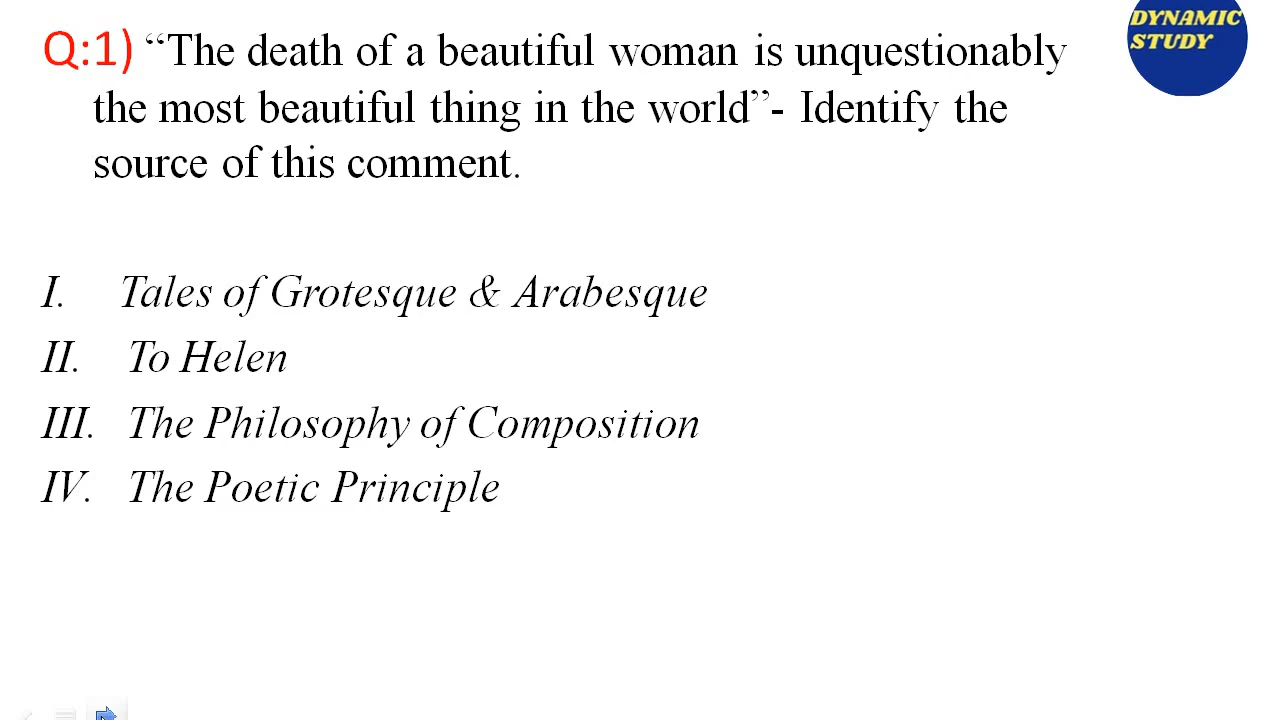 DYNAMIC
STUDY
Q:1) “The death of a beautiful woman is unquestionably
the most beautiful thing in the world”- Identify the
source of this comment.
I. Tales of Grotesque & Arabesque
II. To Helen
III. The Philosophy of Composition
IV. The Poetic Principle